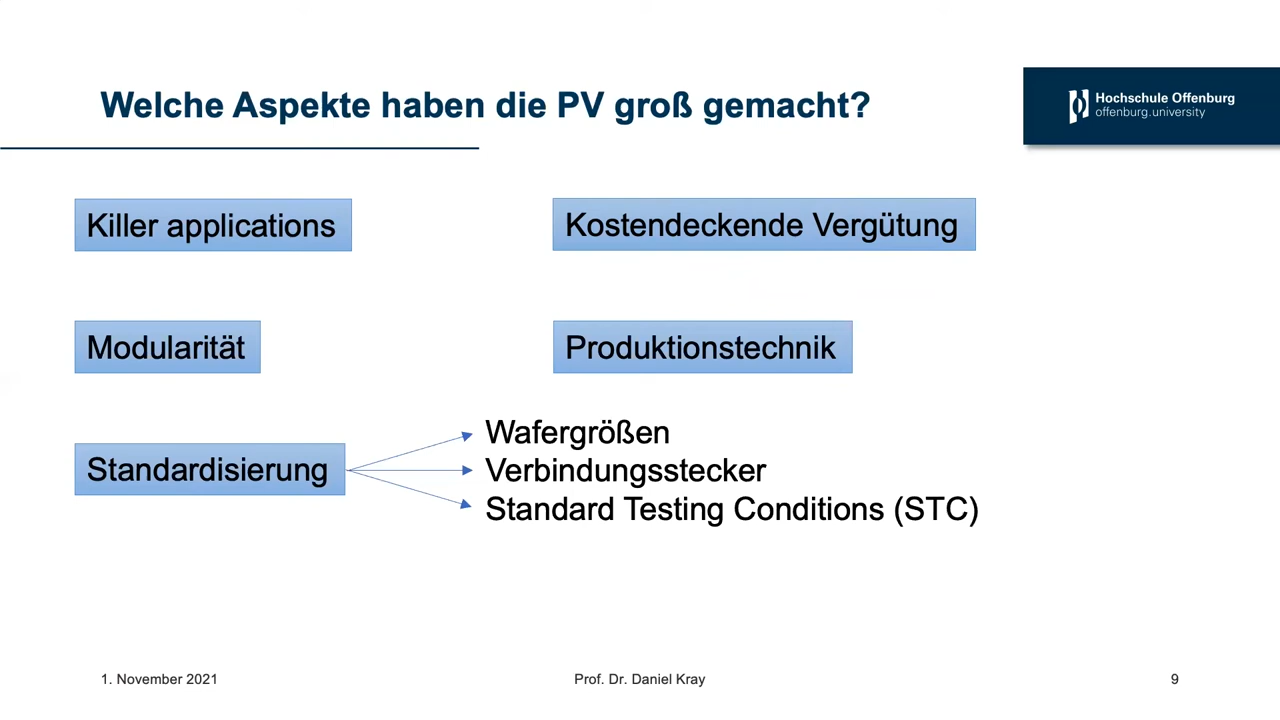 Welche Aspekte haben die PV groß gemacht?
Hochschule Offenburg
offenburg.university
Killer applications
Kostendeckende Vergütung
Modularität
Produktionstechnik
Standardisierung
Wafergrößen
Verbindungsstecker
Standard Testing Conditions (STC)
1. November 2021
Prof. Dr. Daniel Kray
9